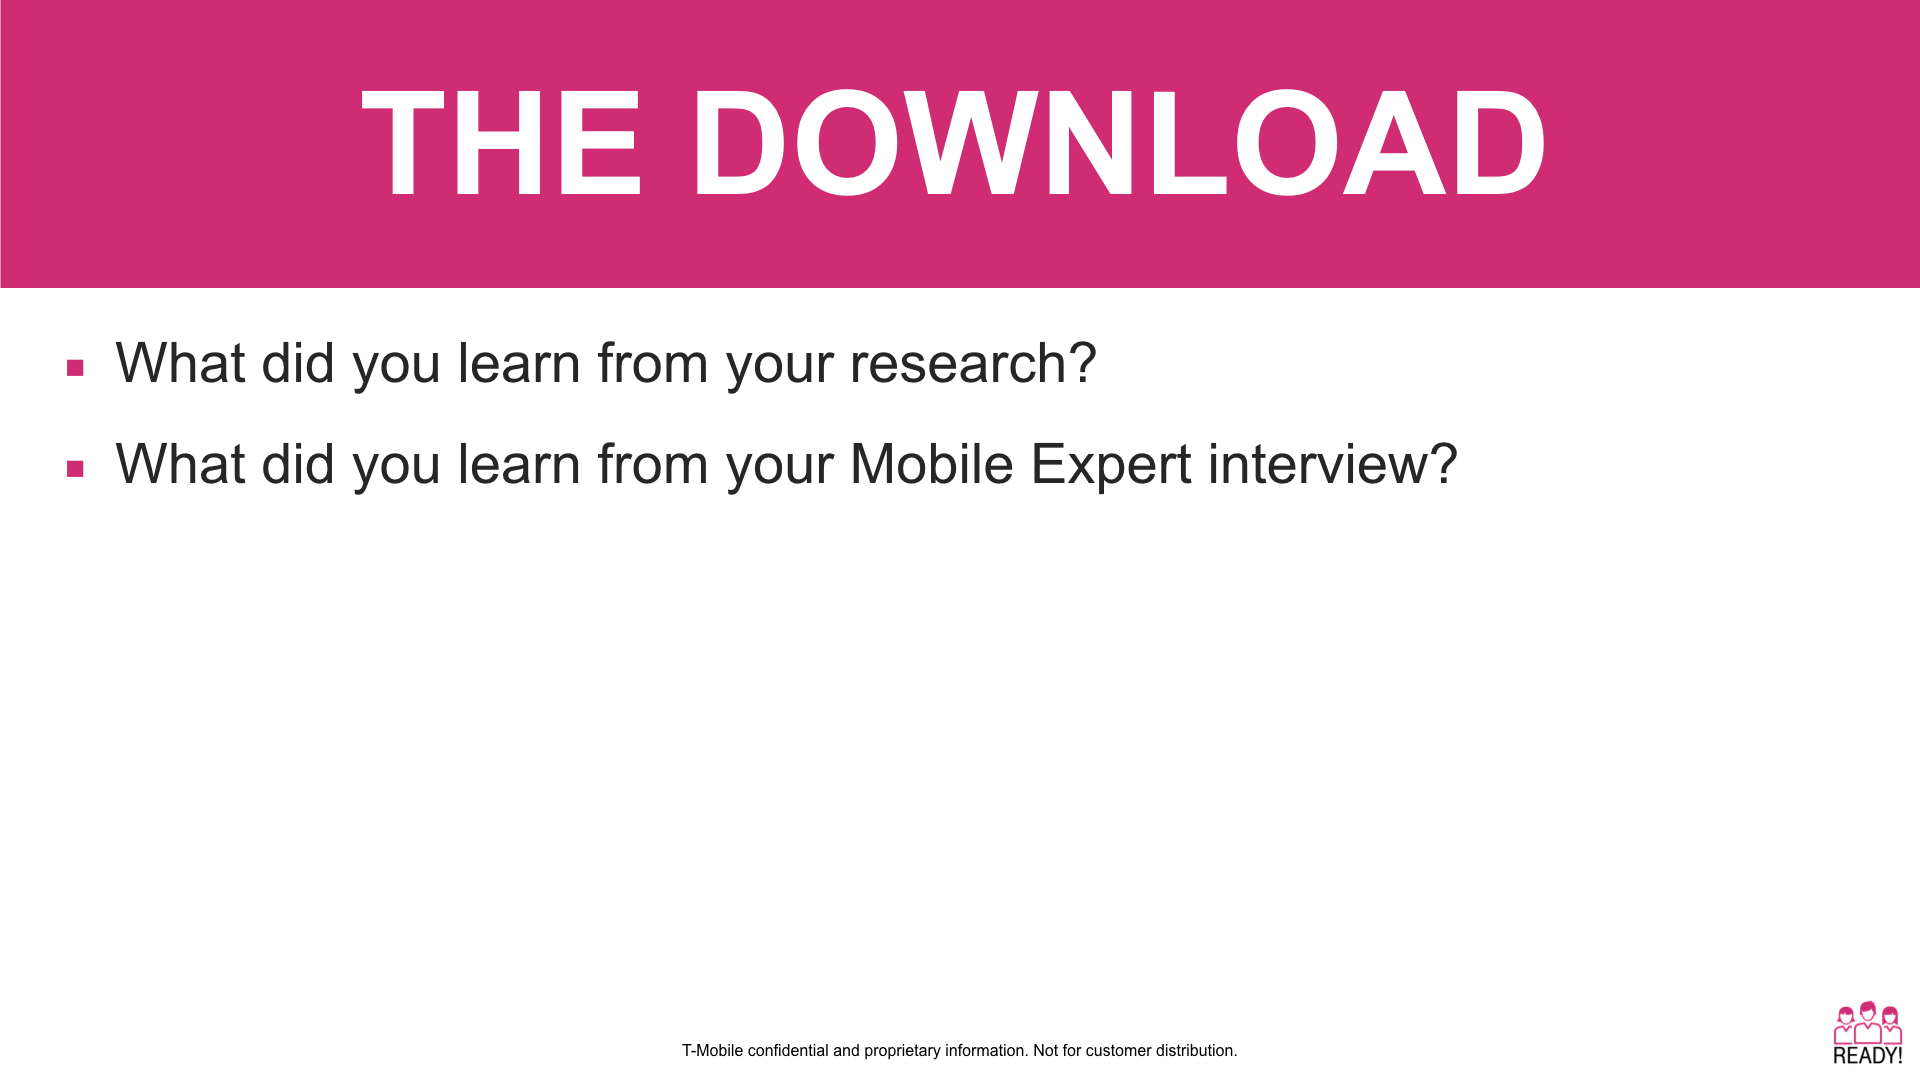 THE DOWNLOAD
What did you learn from your research?
What did you learn from your Mobile Expert interview?
T-Mobile confidential and proprietary information. Not for customer distribution.
READY!